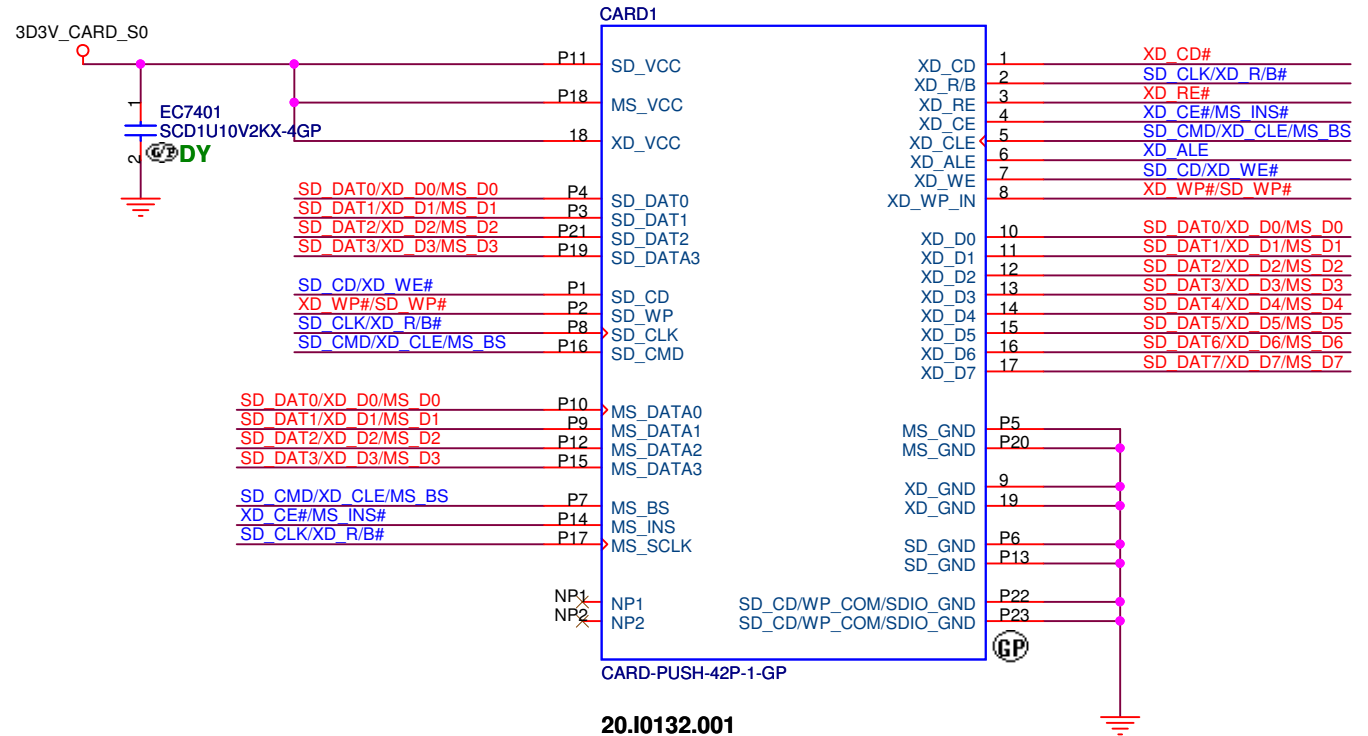 CARD1
3D3V_CARD_S0
1
EC7401
SCD1U10V2KX-4GP
2
G/P DY
P11 SD_VCC
P18 MS_VCC
18 XD_VCC
SD_DAT0/XD_D0/MS_D0 P4 SD_DAT0
SD_DAT1/XD_D1/MS_D1 P3 SD_DAT1
SD_DAT2/XD_D2/MS_D2 P21 SD_DAT2
SD_DAT3/XD_D3/MS_D3 P19 SD_DATA3
SD_CD/XD_WE# P1 SD_CD
XD_WP#/SD_WP# P2 SD_WP
SD_CLK/XD_R/B# P8 SD_CLK
SD_CMD/XD_CLE/MS_BS P16 SD_CMD
SD_DAT0/XD_D0/MS_D0 P10 MS_DATA0
SD_DAT1/XD_D1/MS_D1 P9 MS_DATA1
SD_DAT2/XD_D2/MS_D2 P12 MS_DATA2
SD_DAT3/XD_D3/MS_D3 P15 MS_DATA3
SD_CMD/XD_CLE/MS_BS P7 MS_BS
XD_CE#/MS_INS# P14 MS_INS
SD_CLK/XD_R/B# P17 MS_SCLK
NP1 NP1
NP2 NP2
XD_CD 1 XD_CD#
XD_R/B 2 SD_CLK/XD_R/B#
XD_RE 3 XD_RE#
XD_CE 4 XD_CE#/MS_INS#
XD_CLE 5 SD_CMD/XD_CLE/MS_BS
XD_ALE 6 XD_ALE
XD_WE 7 SD_CD/XD_WE#
XD_WP_IN 8 XD_WP#/SD_WP#
XD_D0 10 SD_DAT0/XD_D0/MS_D0
XD_D1 11 SD_DAT1/XD_D1/MS_D1
XD_D2 12 SD_DAT2/XD_D2/MS_D2
XD_D3 13 SD_DAT3/XD_D3/MS_D3
XD_D4 14 SD_DAT4/XD_D4/MS_D4
XD_D5 15 SD_DAT5/XD_D5/MS_D5
XD_D6 16 SD_DAT6/XD_D6/MS_D6
XD_D7 17 SD_DAT7/XD_D7/MS_D7
MS_GND P5
MS_GND P20
XD_GND 9
XD_GND 19
SD_GND P6
SD_GND P13
SD_CD/WP_COM/SDIO_GND P22
SD_CD/WP_COM/SDIO_GND P23
GP
CARD-PUSH-42P-1-GP
20.I0132.001